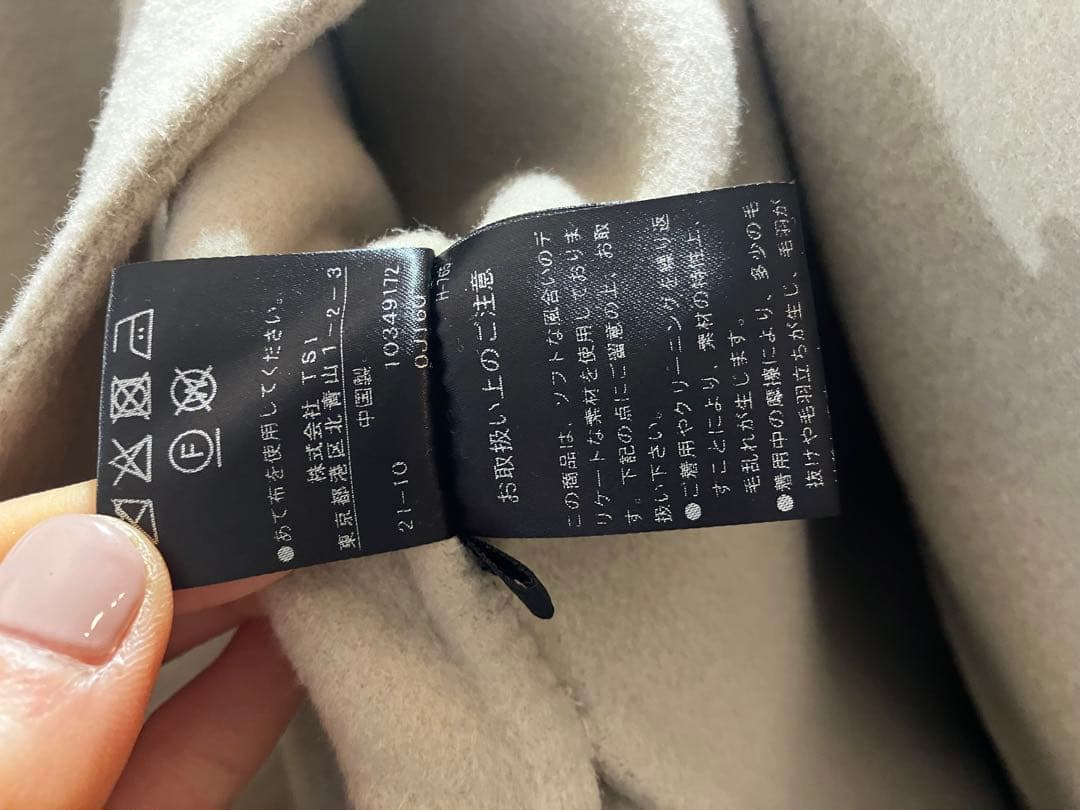 ●あて布を使用してください。
株式会社 TSI
東京都港区北青山1-2-3
中国製
21-10 10349172
お取扱い上のご注意
この商品は、ソフトな風合いのデ
リケートな素材を使用しておりま
す。下記の点にご留意の上、お取
扱い下さい。
●ご着用やクリーニングを繰り返
すことにより、素材の特性上、
毛乱れが生じます。
●着用中の摩擦により、多少の毛
抜けや毛羽立ちが生じ、毛羽が